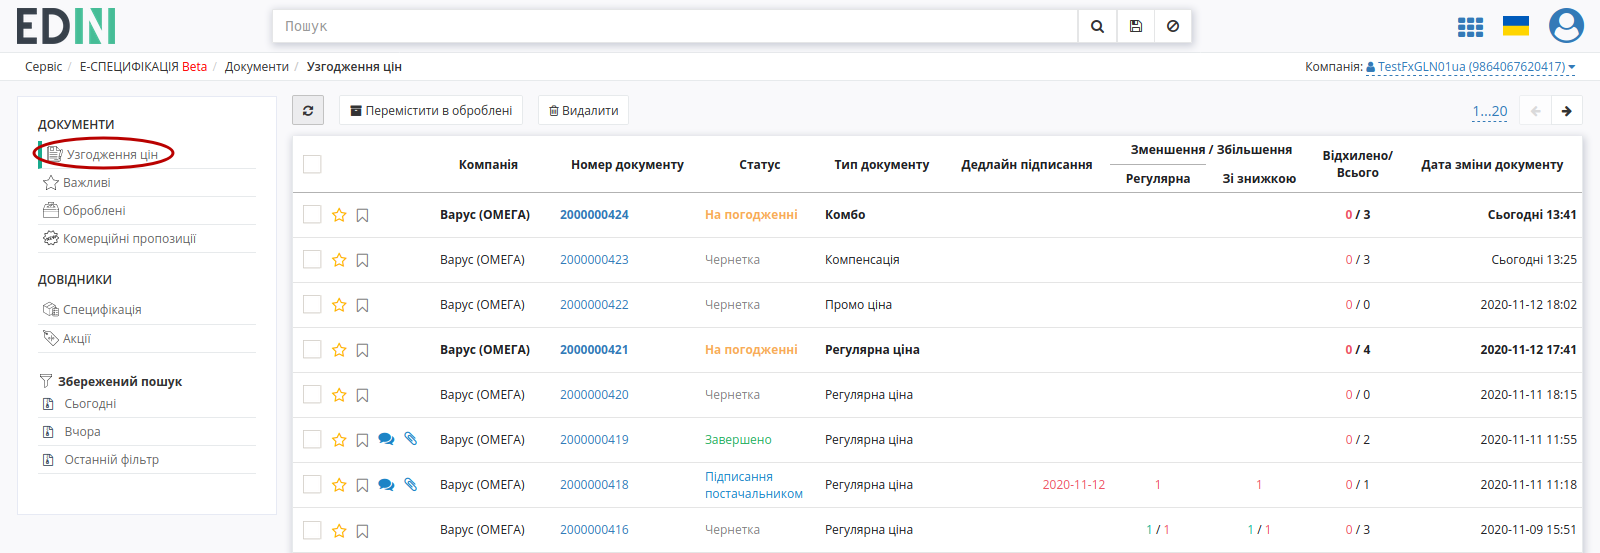 EDIN
Пошук
Сервіс / Е-СПЕЦИФІКАЦІЯ Beta / Документи / Узгодження цін
Компанія: TestFxGLN01ua (9864067620417)
ДОКУМЕНТИ
Узгодження цін
Важливі
Оброблені
Комерційні пропозиції
ДОВІДНИКИ
Специфікація
Акції
Збережений пошук
Сьогодні
Вчора
Останній фільтр
Перемістити в оброблені Видалити 1...20
Компанія Номер документу Статус Тип документу Дедлайн підписання Зменшення / Збільшення Відхилено/ Всього Дата зміни документу
Регулярна Зі знижкою
Варус (ОМЕГА) 2000000424 На погодженні Комбо 0 / 3 Сьогодні 13:41
Варус (ОМЕГА) 2000000423 Чернетка Компенсація 0 / 3 Сьогодні 13:25
Варус (ОМЕГА) 2000000422 Чернетка Промо ціна 0 / 0 2020-11-12 18:02
Варус (ОМЕГА) 2000000421 На погодженні Регулярна ціна 0 / 4 2020-11-12 17:41
Варус (ОМЕГА) 2000000420 Чернетка Регулярна ціна 0 / 0 2020-11-11 18:15
Варус (ОМЕГА) 2000000419 Завершено Регулярна ціна 0 / 2 2020-11-11 11:55
Варус (ОМЕГА) 2000000418 Підписання постачальником Регулярна ціна 2020-11-12 1 1 0 / 1 2020-11-11 11:18
Варус (ОМЕГА) 2000000416 Чернетка Регулярна ціна 1 / 1 1 / 1 0 / 3 2020-11-09 15:51